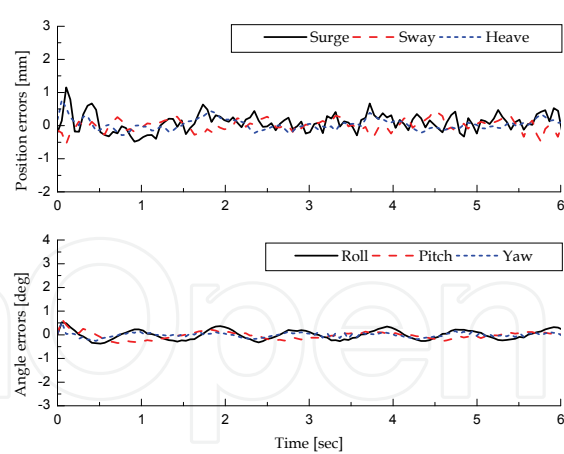 3
2
1
0
-1
-2
Position errors [mm]
Surge Sway Heave
0 1 2 3 4 5 6
4
3
2
1
0
-1
-2
-3
Angle errors [deg]
Roll Pitch Yaw
0 1 2 3 4 5 6
Time [sec]
Open